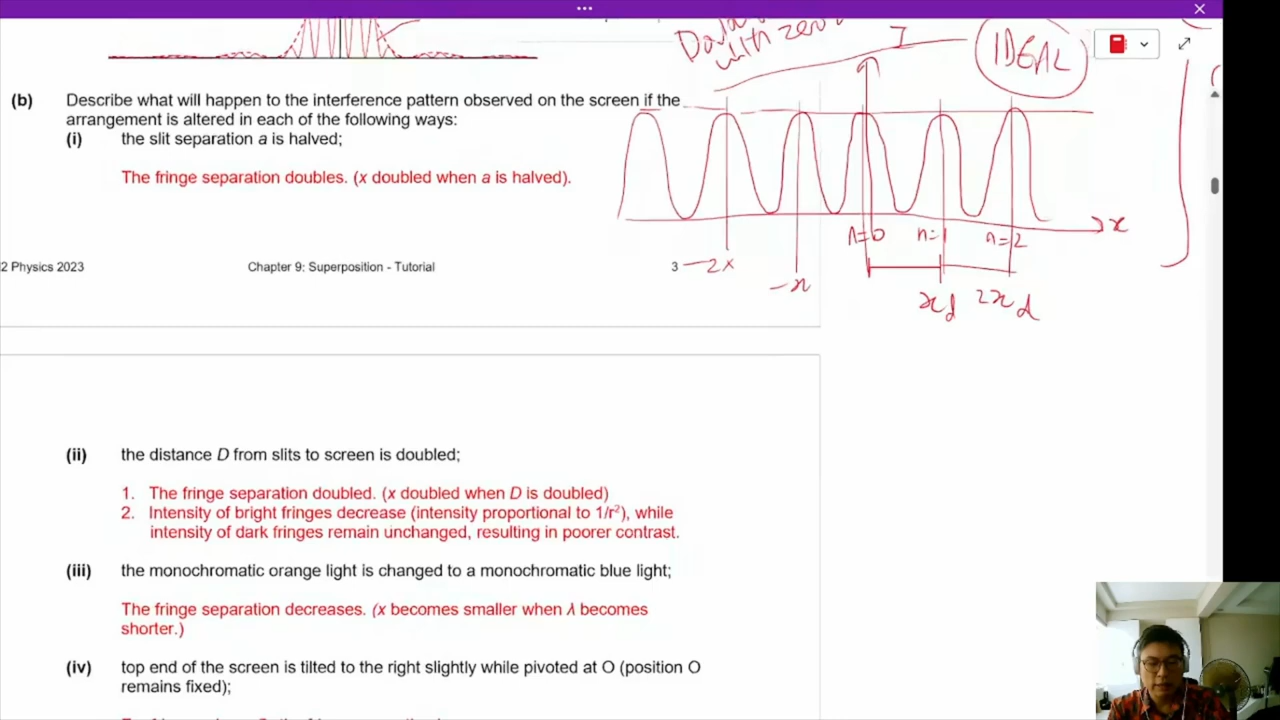 with zero
I
IDEAL
(b) Describe what will happen to the interference pattern observed on the screen if the
arrangement is altered in each of the following ways:
(i) the slit separation a is halved;
The fringe separation doubles. (x doubled when a is halved).
x
n=0 n=1 n=2
2 Physics 2023 Chapter 9: Superposition - Tutorial 3
-2x
-x
(ii) the distance D from slits to screen is doubled;
1. The fringe separation doubled. (x doubled when D is doubled)
2. Intensity of bright fringes decrease (intensity proportional to 1/r²), while
intensity of dark fringes remain unchanged, resulting in poorer contrast.
(iii) the monochromatic orange light is changed to a monochromatic blue light;
The fringe separation decreases. (x becomes smaller when λ becomes
shorter.)
(iv) top end of the screen is tilted to the right slightly while pivoted at O (position O
remains fixed);